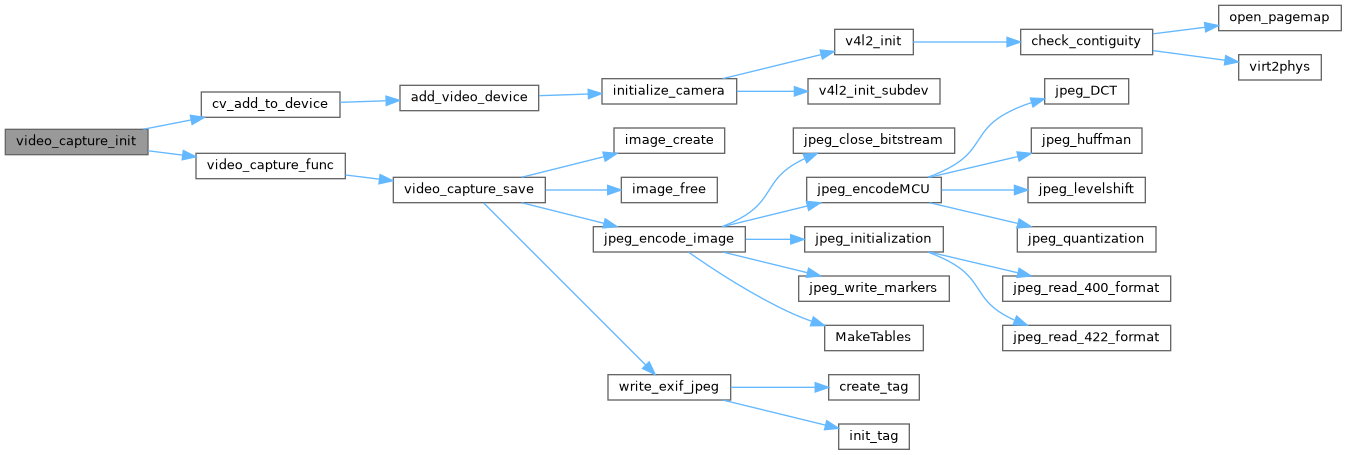 video_capture_init
cv_add_to_device
add_video_device
initialize_camera
v4l2_init
check_contiguity
open_pagemap
virt2phys
v4l2_init_subdev
video_capture_func
video_capture_save
image_create
image_free
jpeg_encode_image
jpeg_close_bitstream
jpeg_encodeMCU
jpeg_DCT
jpeg_huffman
jpeg_levelshift
jpeg_quantization
jpeg_initialization
jpeg_read_400_format
jpeg_read_422_format
jpeg_write_markers
MakeTables
write_exif_jpeg
create_tag
init_tag